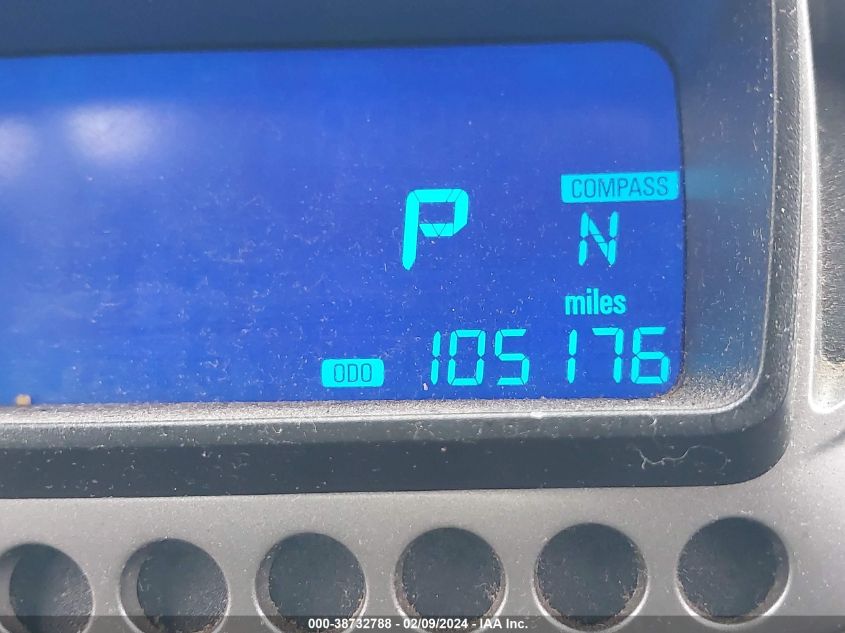 COMPASS
P N
miles
ODO 105176
000-38732788 - 02/09/2024 - IAA Inc.